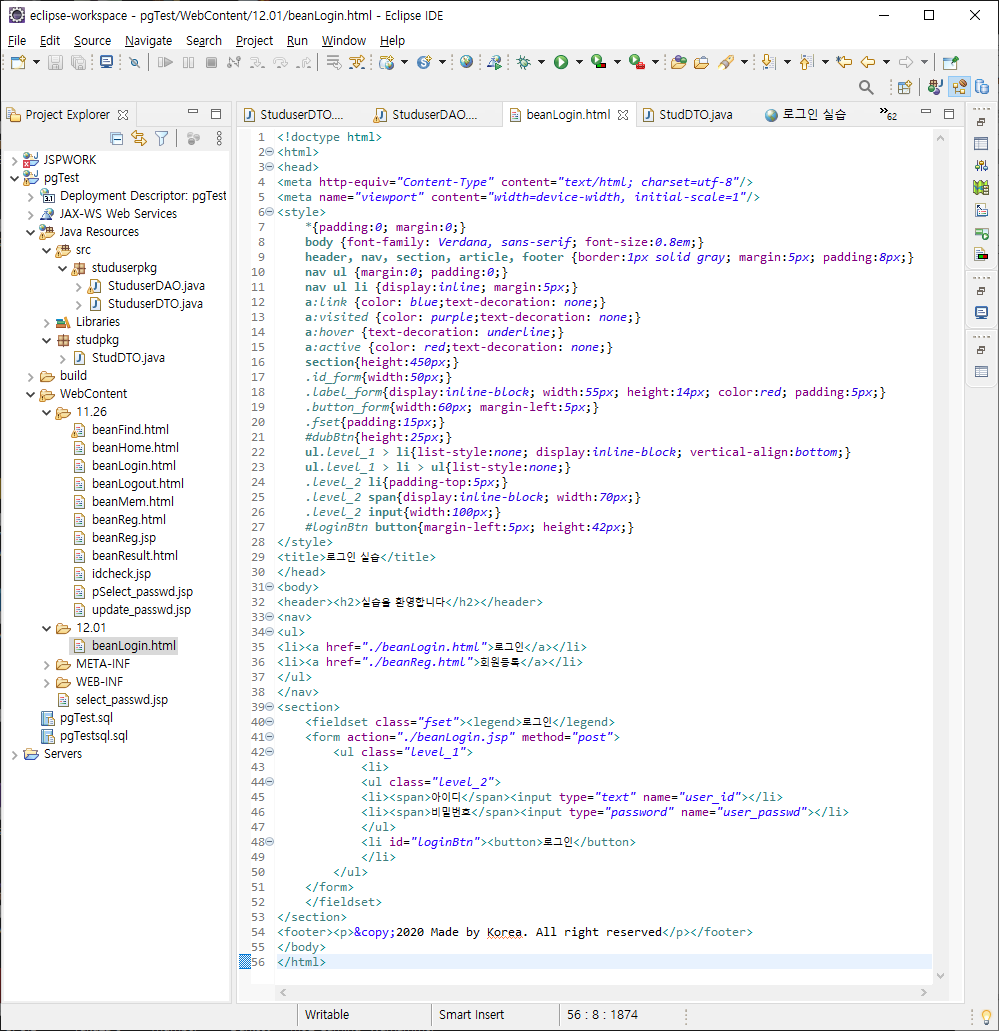 eclipse-workspace - pgTest/WebContent/12.01/beanLogin.html - Eclipse IDE
File Edit Source Navigate Search Project Run Window Help
Project Explorer
JSPWORK
pgTest
Deployment Descriptor: pgTest
JAX-WS Web Services
Java Resources
src
studuserpkg
StuduserDAO.java
StuduserDTO.java
Libraries
studpkg
StudDTO.java
build
WebContent
11.26
beanFind.html
beanHome.html
beanLogin.html
beanLogout.html
beanMem.html
beanReg.html
beanReg.jsp
beanResult.html
idcheck.jsp
pSelect_passwd.jsp
update_passwd.jsp
12.01
beanLogin.html
META-INF
WEB-INF
select_passwd.jsp
pgTest.sql
pgTestsql.sql
Servers
StuduserDTO.... StuduserDAO.... beanLogin.html StudDTO.java 로그인 실습 »62
1 <!doctype html>
2 <html>
3 <head>
4 <meta http-equiv="Content-Type" content="text/html; charset=utf-8"/>
5 <meta name="viewport" content="width=device-width, initial-scale=1"/>
6 <style>
7 *{padding:0; margin:0;}
8 body {font-family: Verdana, sans-serif; font-size:0.8em;}
9 header, nav, section, article, footer {border:1px solid gray; margin:5px; padding:8px;}
10 nav ul {margin:0; padding:0;}
11 nav ul li {display:inline; margin:5px;}
12 a:link {color: blue;text-decoration: none;}
13 a:visited {color: purple;text-decoration: none;}
14 a:hover {text-decoration: underline;}
15 a:active {color: red;text-decoration: none;}
16 section{height:450px;}
17 .id_form{width:50px;}
18 .label_form{display:inline-block; width:55px; height:14px; color:red; padding:5px;}
19 .button_form{width:60px; margin-left:5px;}
20 .fset{padding:15px;}
21 #dubBtn{height:25px;}
22 ul.level_1 > li{list-style:none; display:inline-block; vertical-align:bottom;}
23 ul.level_1 > li > ul{list-style:none;}
24 .level_2 li{padding-top:5px;}
25 .level_2 span{display:inline-block; width:70px;}
26 .level_2 input{width:100px;}
27 #loginBtn button{margin-left:5px; height:42px;}
28 </style>
29 <title>로그인 실습</title>
30 </head>
31 <body>
32 <header><h2>실습을 환영합니다</h2></header>
33 <nav>
34 <ul>
35 <li><a href="./beanLogin.html">로그인</a></li>
36 <li><a href="./beanReg.html">회원등록</a></li>
37 </ul>
38 </nav>
39 <section>
40 <fieldset class="fset"><legend>로그인</legend>
41 <form action="./beanLogin.jsp" method="post">
42 <ul class="level_1">
43 <li>
44 <ul class="level_2">
45 <li><span>아이디</span><input type="text" name="user_id"></li>
46 <li><span>비밀번호</span><input type="password" name="user_passwd"></li>
47 </ul>
48 <li id="loginBtn"><button>로그인</button>
49 </li>
50 </ul>
51 </form>
52 </fieldset>
53 </section>
54 <footer><p>&copy;2020 Made by Korea. All right reserved</p></footer>
55 </body>
56 </html>
Writable Smart Insert 56 : 8 : 1874